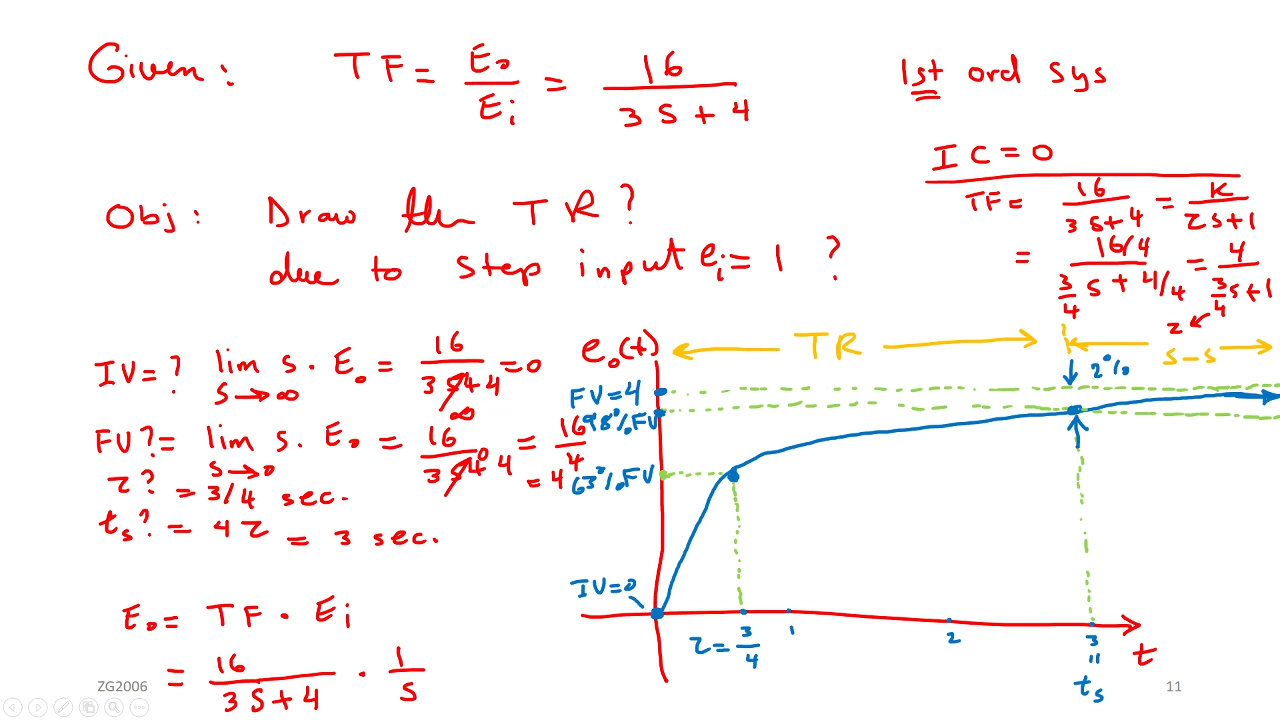 Given: TF = Eo/Ei = 16/(3S+4)
1st ord sys
IC = 0
TF = 16/(3S+4) = K/(τS+1)
= (16/4)/(3/4 S + 4/4) = 4/(3/4 S+1)
τ
Obj: Draw the TR?
due to step input ei = 1 ?
IV = ? lim S→∞ S. Eo = 16/(3S+4) = 0
∞
FV? = lim S→0 S. Eo = 16/(3S+4) = 16/4
0
= 4
τ? = 3/4 sec.
ts? = 4τ = 3 sec.
Eo = TF . Ei
= 16/(3S+4) . 1/S
eo(t)
TR
S-S
2%
FV=4
98% FV
63% FV
IV=0
τ = 3/4
1
2
3
=
ts
t
ZG2006
11